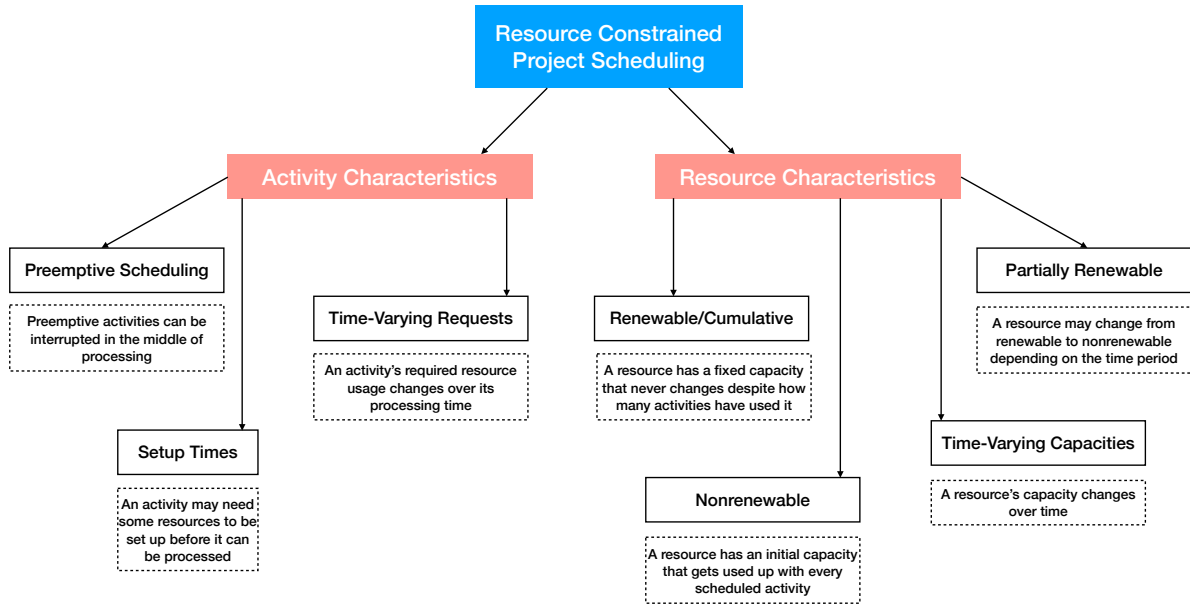 Resource Constrained
Project Scheduling
Activity Characteristics
Resource Characteristics
Preemptive Scheduling
Preemptive activities can be
interrupted in the middle of
processing
Setup Times
An activity may need
some resources to be
set up before it can
be processed
Time-Varying Requests
An activity's required resource
usage changes over its
processing time
Renewable/Cumulative
A resource has a fixed capacity
that never changes despite how
many activities have used it
Nonrenewable
A resource has an initial capacity
that gets used up with every
scheduled activity
Time-Varying Capacities
A resource's capacity changes
over time
Partially Renewable
A resource may change from
renewable to nonrenewable
depending on the time period